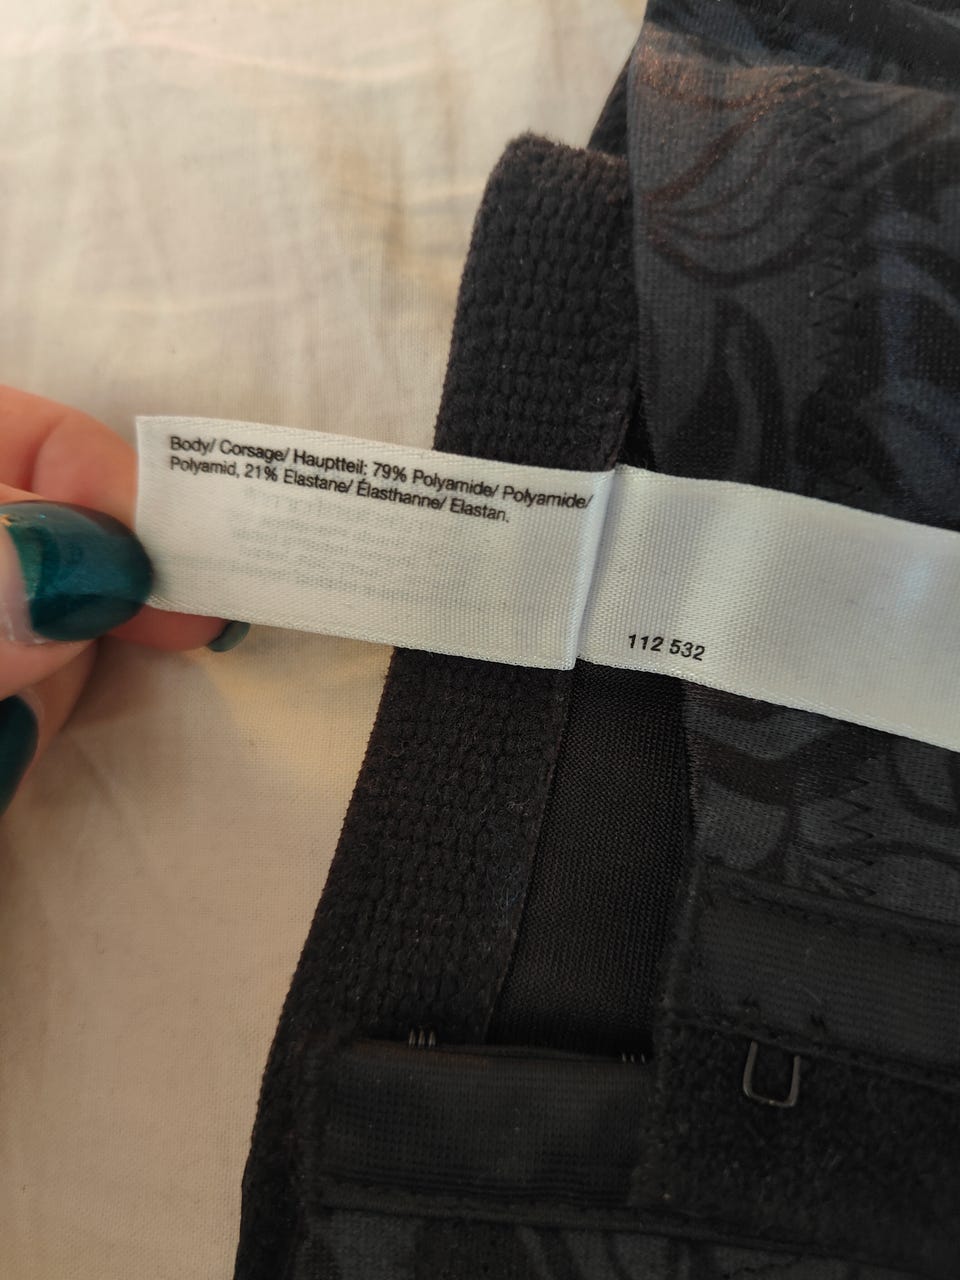 Body/ Corsage/ Hauptteil: 79% Polyamide/ Polyamide/
Polyamid, 21% Elastane/ Élasthanne/ Elastan.
112 532